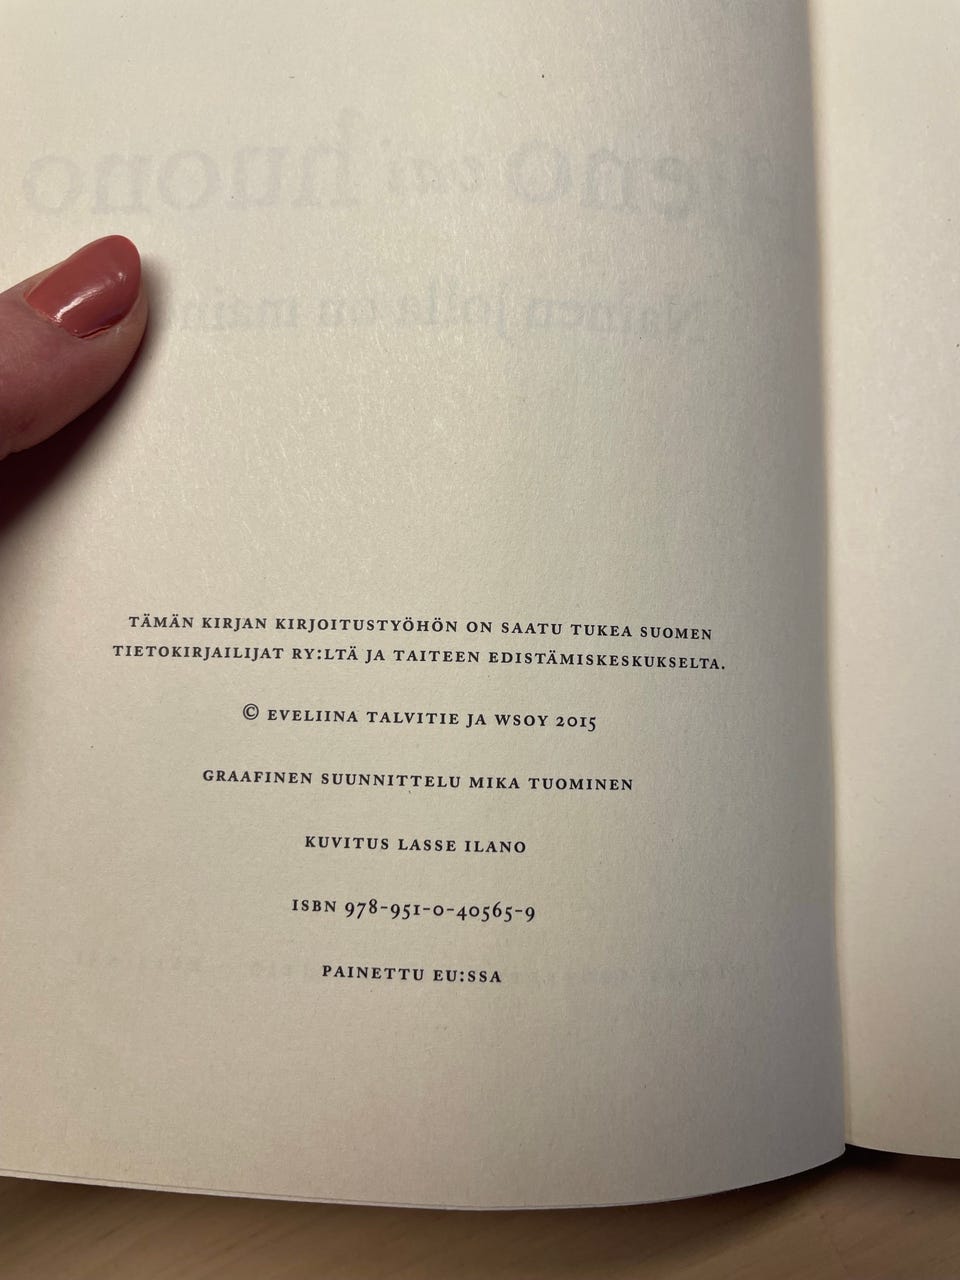 huono
TÄMÄN KIRJAN KIRJOITUSTYÖHÖN ON SAATU TUKEA SUOMEN
TIETOKIRJAILIJAT RY:LTÄ JA TAITEEN EDISTÄMISKESKUKSELTA.
© EVELIINA TALVITIE JA WSOY 2015
GRAAFINEN SUUNNITTELU MIKA TUOMINEN
KUVITUS LASSE ILANO
ISBN 978-951-0-40565-9
PAINETTU EU:SSA